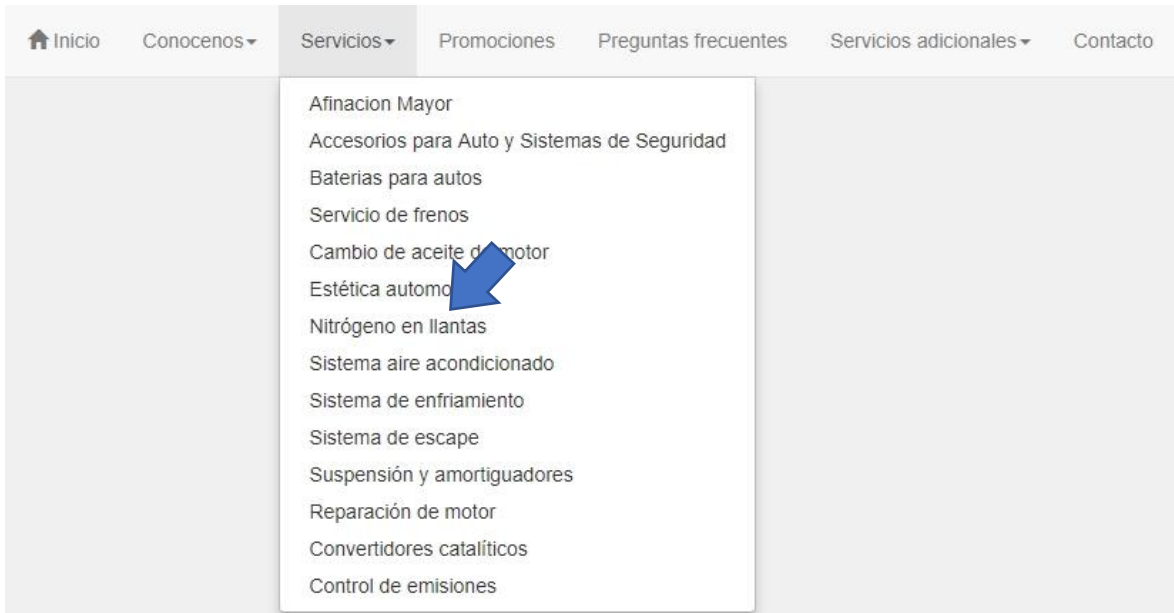 Inicio Conocenos Servicios Promociones Preguntas frecuentes Servicios adicionales Contacto
Afinacion Mayor
Accesorios para Auto y Sistemas de Seguridad
Baterias para autos
Servicio de frenos
Cambio de aceite de motor
Estética
Nitrógeno en llantas
Sistema aire acondicionado
Sistema de enfriamiento
Sistema de escape
Suspensión y amortiguadores
Reparación de motor
Convertidores catalíticos
Control de emisiones